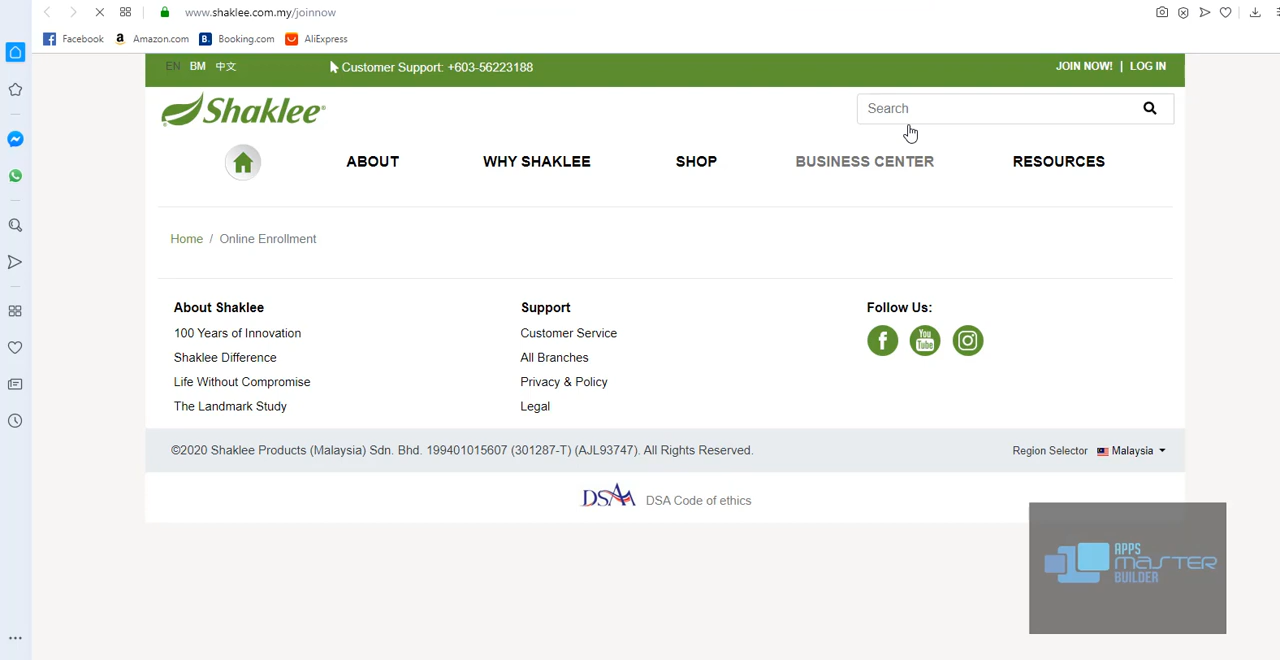 www.shaklee.com.my/joinnow
Facebook Amazon.com Booking.com AliExpress
EN BM 中文 Customer Support: +603-56223188 JOIN NOW! | LOG IN
Shaklee®
Search
ABOUT WHY SHAKLEE SHOP BUSINESS CENTER RESOURCES
Home / Online Enrollment
About Shaklee
100 Years of Innovation
Shaklee Difference
Life Without Compromise
The Landmark Study
Support
Customer Service
All Branches
Privacy & Policy
Legal
Follow Us:
You Tube
©2020 Shaklee Products (Malaysia) Sdn. Bhd. 199401015607 (301287-T) (AJL93747). All Rights Reserved. Region Selector Malaysia
DSAM DSA Code of ethics
APPS
MASTER
BUILDER